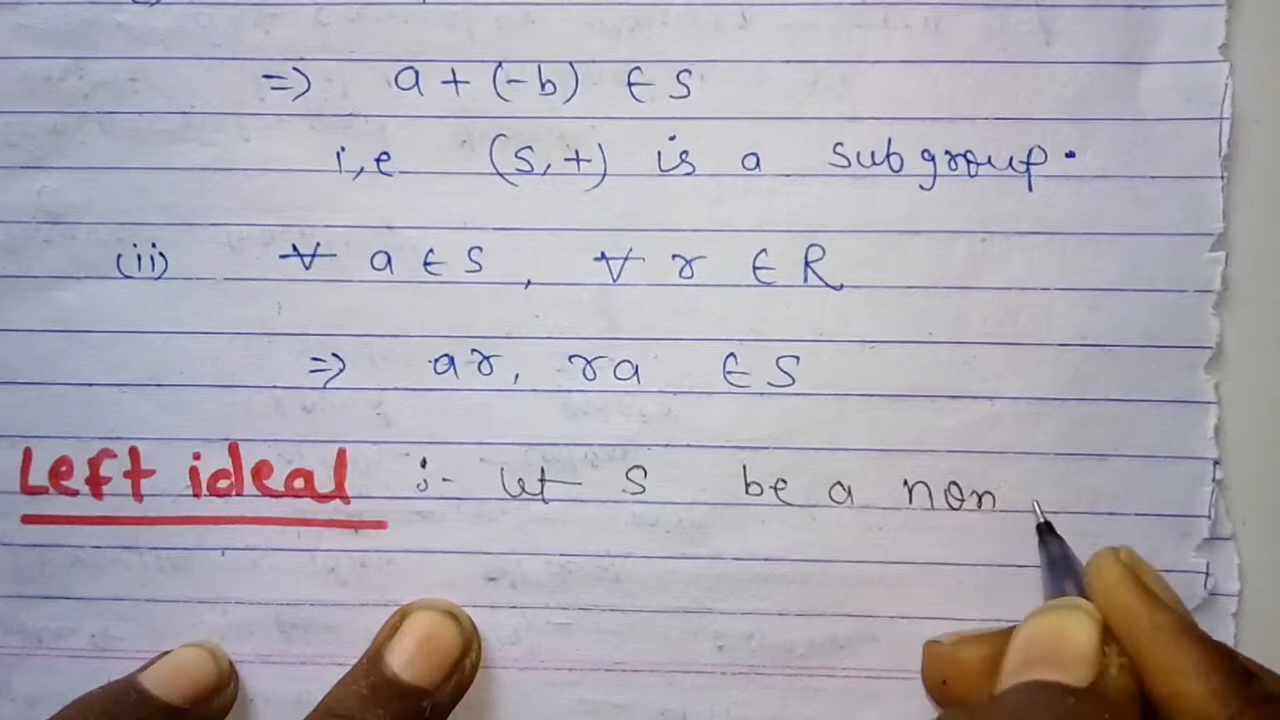 => a + (-b) ∈ S
i,e (S,+) is a subgroup.
(ii) ∀ a ∈ S, ∀ r ∈ R
=> ar, ra ∈ S
Left ideal :- let S be a non